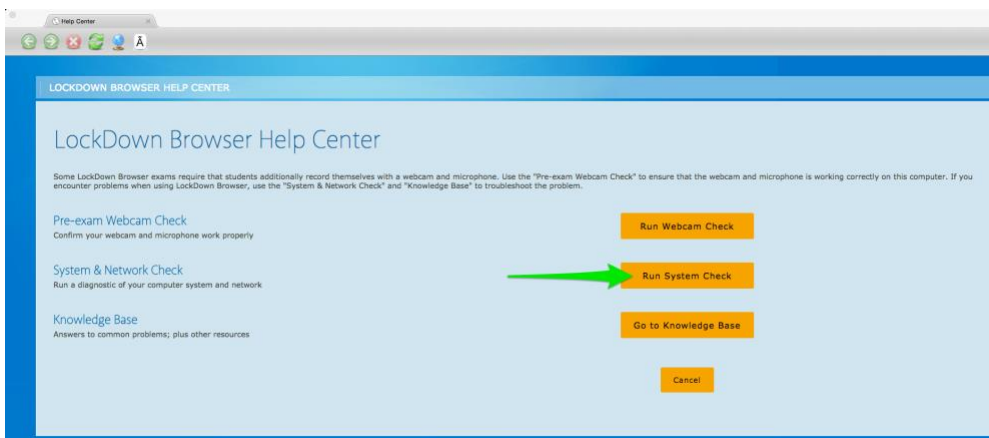 Help Center
Ā
LOCKDOWN BROWSER HELP CENTER
LockDown Browser Help Center
Some LockDown Browser exams require that students additionally record themselves with a webcam and microphone. Use the "Pre-exam Webcam Check" to ensure that the webcam and microphone is working correctly on this computer. If you
encounter problems when using LockDown Browser, use the "System & Network Check" and "Knowledge Base" to troubleshoot the problem.
Pre-exam Webcam Check
Confirm your webcam and microphone work properly
Run Webcam Check
System & Network Check
Run a diagnostic of your computer system and network
Run System Check
Knowledge Base
Answers to common problems; plus other resources
Go to Knowledge Base
Cancel